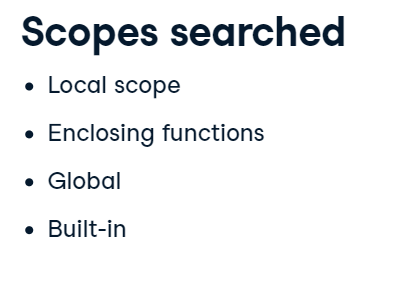 Scopes searched
• Local scope
• Enclosing functions
• Global
• Built-in